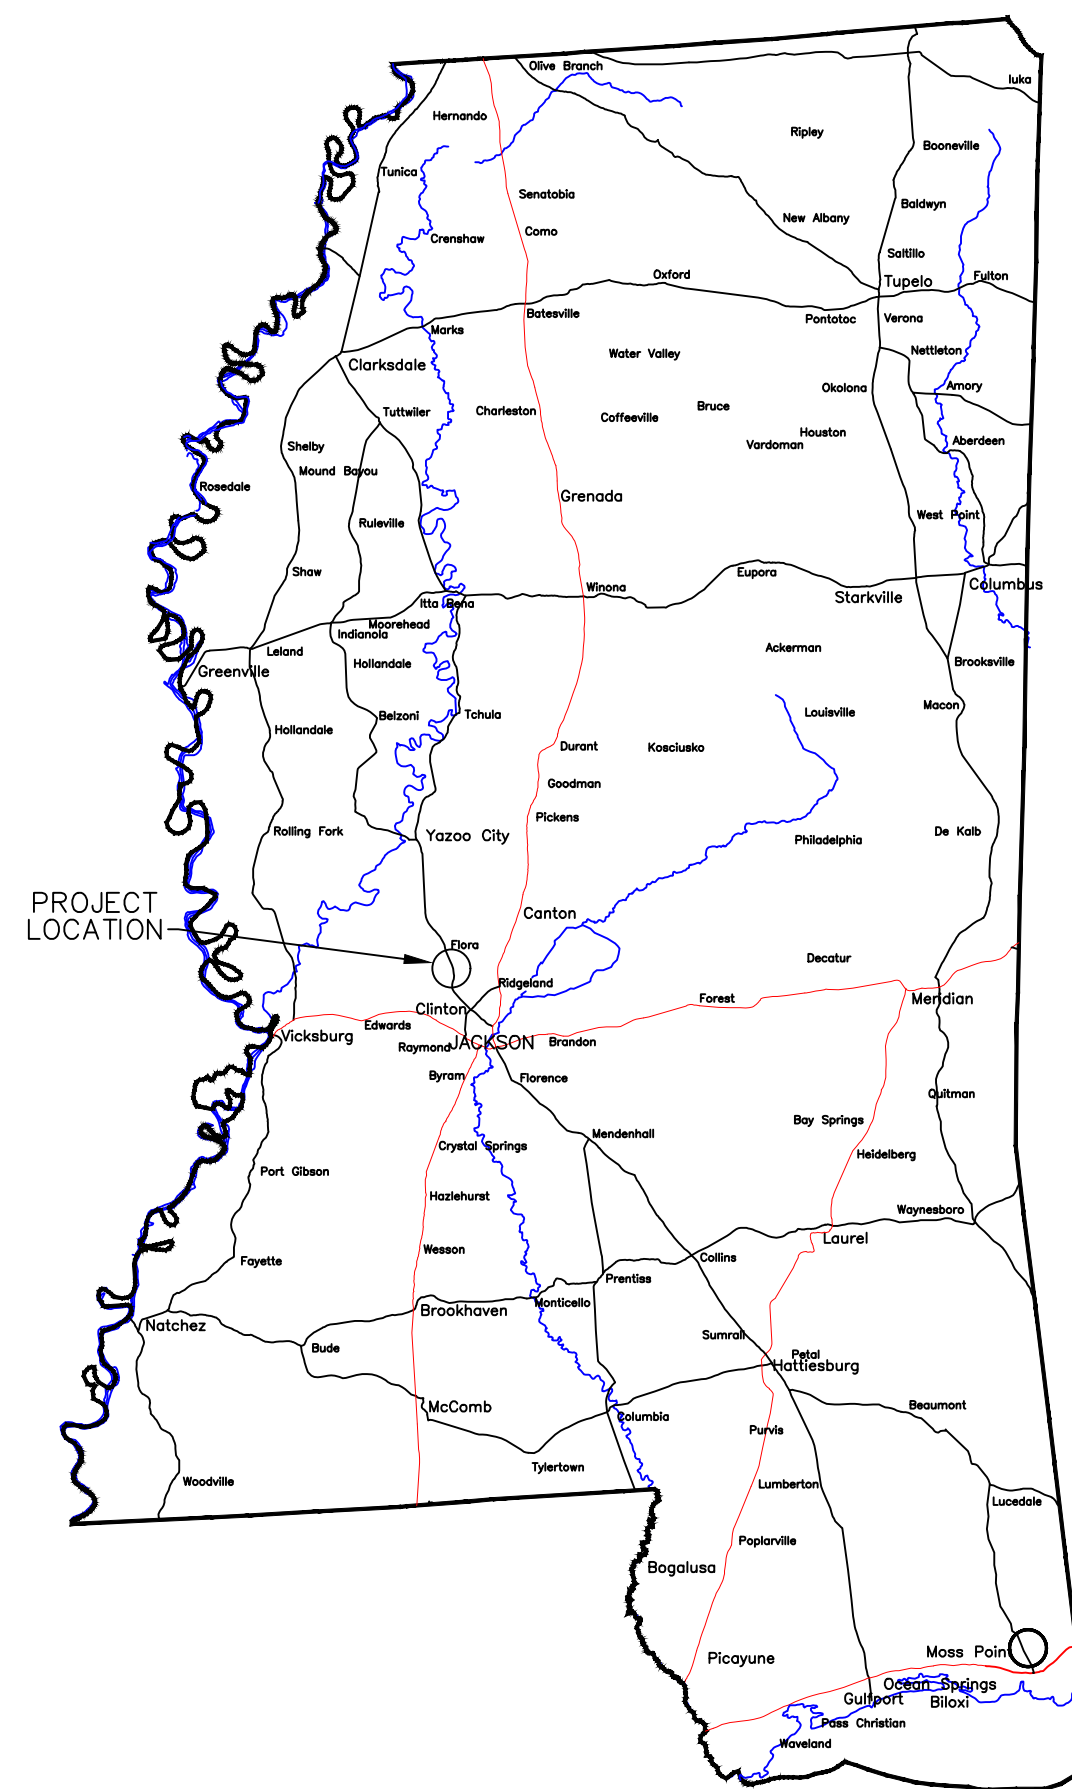 Olive Branch
Iuka
Hernando
Ripley
Booneville
Tunica
Senatobia
Baldwyn
New Albany
Crenshaw
Como
Saltillo
Oxford
Fulton
Tupelo
Batesville
Pontotoc
Verona
Marks
Nettleton
Water Valley
Clarksdale
Okolona
Amory
Tuttwiler
Charleston
Bruce
Coffeeville
Houston
Vardoman
Aberdeen
Shelby
Mound Bayou
Rosedale
Grenada
West Point
Ruleville
Shaw
Eupora
Winona
Columbus
Starkville
Itta Bena
Moorehead
Indianola
Leland
Ackerman
Hollandale
Brooksville
Greenville
Belzoni
Tchula
Louisville
Macon
Hollandale
Durant
Kosciusko
Goodman
Pickens
Rolling Fork
Yazoo City
De Kalb
Philadelphia
PROJECT
LOCATION
Canton
Flora
Decatur
Ridgeland
Forest
Meridian
Clinton
Edwards
Vicksburg
JACKSON
Brandon
Raymond
Byram
Florence
Quitman
Bay Springs
Mendenhall
Crystal Springs
Heidelberg
Port Gibson
Hazlehurst
Waynesboro
Laurel
Wesson
Collins
Fayette
Prentiss
Monticello
Brookhaven
Natchez
Sumrall
Bude
Petal
Hattiesburg
McComb
Beaumont
Columbia
Purvis
Tylertown
Woodville
Lumberton
Lucedale
Poplarville
Bogalusa
Moss Point
Picayune
Ocean Springs
Gulfport
Biloxi
Pass Christian
Waveland